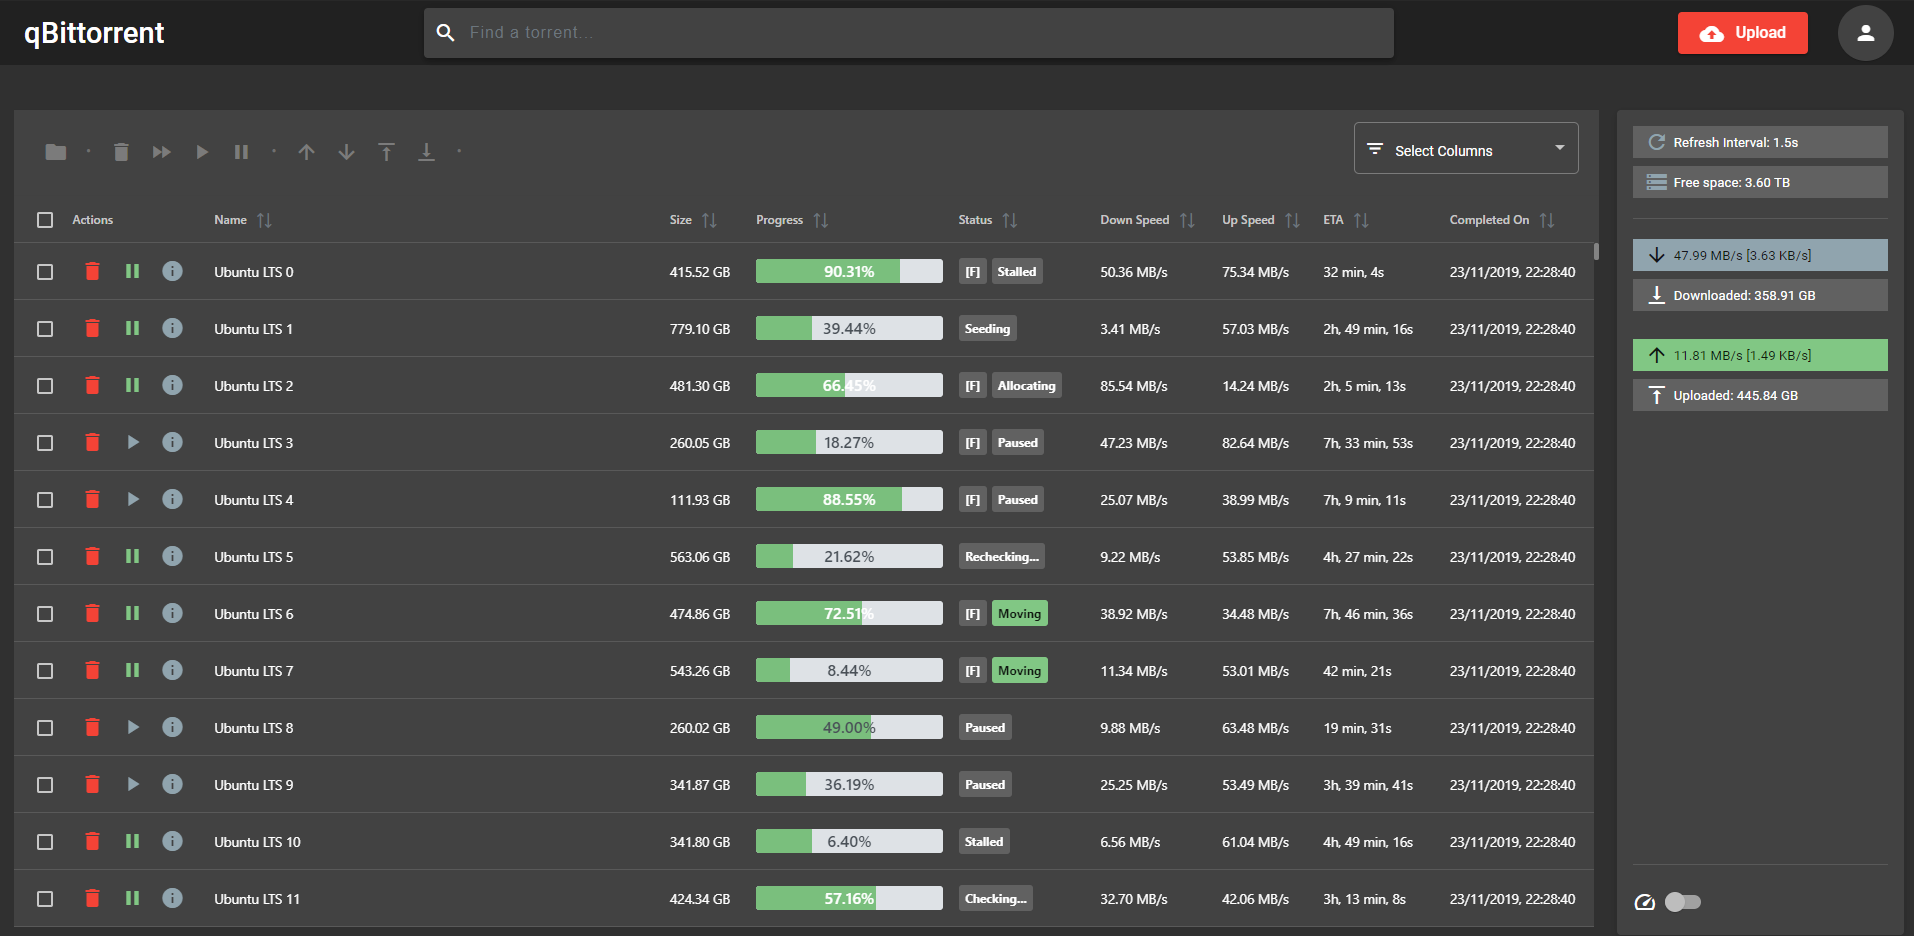 qBittorrent
Find a torrent...
Upload
Select Columns
Actions Name Size Progress Status Down Speed Up Speed ETA Completed On
Ubuntu LTS 0 415.52 GB 90.31% [F] Stalled 50.36 MB/s 75.34 MB/s 32 min, 4s 23/11/2019, 22:28:40
Ubuntu LTS 1 779.10 GB 39.44% Seeding 3.41 MB/s 57.03 MB/s 2h, 49 min, 16s 23/11/2019, 22:28:40
Ubuntu LTS 2 481.30 GB 66.45% [F] Allocating 85.54 MB/s 14.24 MB/s 2h, 5 min, 13s 23/11/2019, 22:28:40
Ubuntu LTS 3 260.05 GB 18.27% [F] Paused 47.23 MB/s 82.64 MB/s 7h, 33 min, 53s 23/11/2019, 22:28:40
Ubuntu LTS 4 111.93 GB 88.55% [F] Paused 25.07 MB/s 38.99 MB/s 7h, 9 min, 11s 23/11/2019, 22:28:40
Ubuntu LTS 5 563.06 GB 21.62% Rechecking... 9.22 MB/s 53.85 MB/s 4h, 27 min, 22s 23/11/2019, 22:28:40
Ubuntu LTS 6 474.86 GB 72.51% [F] Moving 38.92 MB/s 34.48 MB/s 7h, 46 min, 36s 23/11/2019, 22:28:40
Ubuntu LTS 7 543.26 GB 8.44% [F] Moving 11.34 MB/s 53.01 MB/s 42 min, 21s 23/11/2019, 22:28:40
Ubuntu LTS 8 260.02 GB 49.00% Paused 9.88 MB/s 63.48 MB/s 19 min, 31s 23/11/2019, 22:28:40
Ubuntu LTS 9 341.87 GB 36.19% Paused 25.25 MB/s 53.49 MB/s 3h, 39 min, 41s 23/11/2019, 22:28:40
Ubuntu LTS 10 341.80 GB 6.40% Stalled 6.56 MB/s 61.04 MB/s 4h, 49 min, 16s 23/11/2019, 22:28:40
Ubuntu LTS 11 424.34 GB 57.16% Checking... 32.70 MB/s 42.06 MB/s 3h, 13 min, 8s 23/11/2019, 22:28:40
Refresh Interval: 1.5s
Free space: 3.60 TB
47.99 MB/s [3.63 KB/s]
Downloaded: 358.91 GB
11.81 MB/s [1.49 KB/s]
Uploaded: 445.84 GB